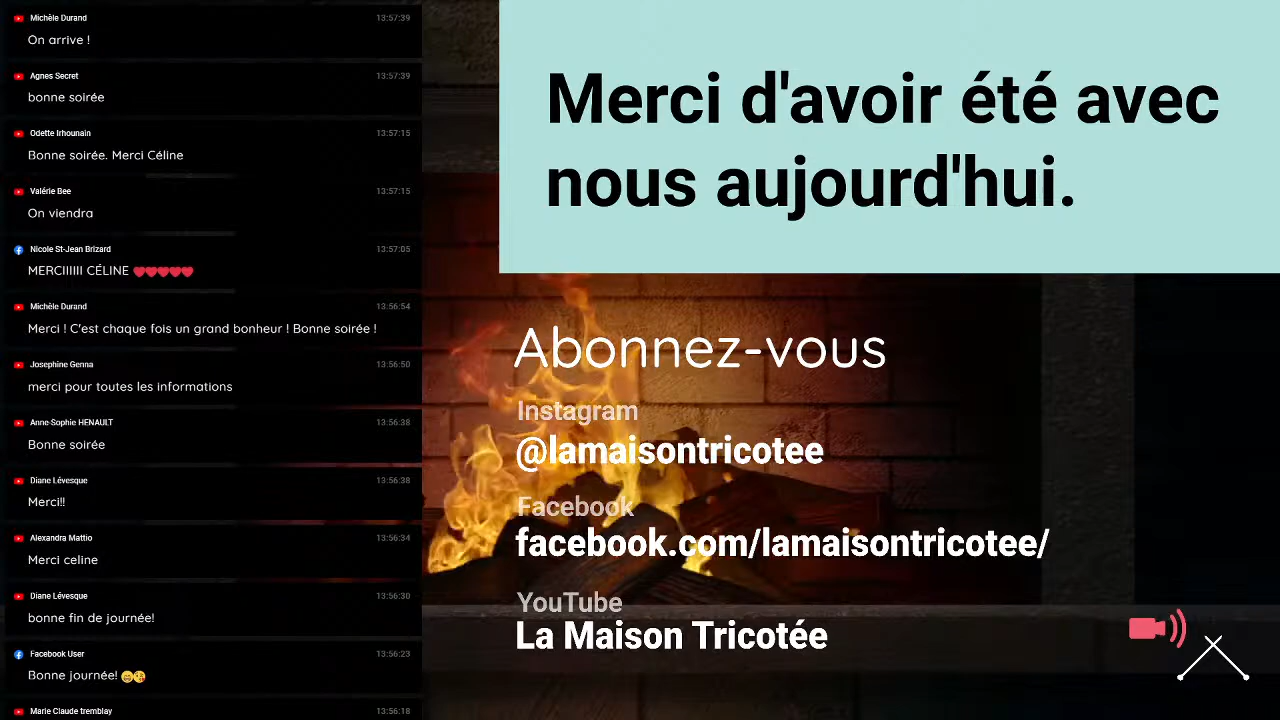 Michèle Durand 13:57:39
On arrive !
Agnes Secret 13:57:39
bonne soirée
Odette Irhounain 13:57:15
Bonne soirée. Merci Céline
Valérie Bee 13:57:15
On viendra
Nicole St-Jean Brizard 13:57:05
MERCIIIIII CÉLINE ❤️❤️❤️❤️❤️
Michèle Durand 13:56:54
Merci ! C'est chaque fois un grand bonheur ! Bonne soirée !
Josephine Genna 13:56:50
merci pour toutes les informations
Anne-Sophie HENAULT 13:56:38
Bonne soirée
Diane Lévesque 13:56:38
Merci!!
Alexandra Mattio 13:56:34
Merci celine
Diane Lévesque 13:56:30
bonne fin de journée!
Facebook User 13:56:23
Bonne journée!
Marie Claude tremblay 13:56:18
Merci d'avoir été avec
nous aujourd'hui.
Abonnez-vous
Instagram
@lamaisontricotee
Facebook
facebook.com/lamaisontricotee/
YouTube
La Maison Tricotée